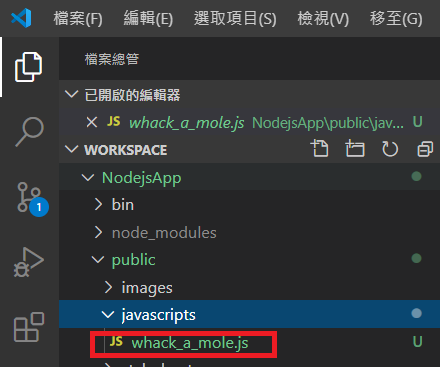 檔案(F) 編輯(E) 選取項目(S) 檢視(V) 移至(G)
檔案總管
已開啟的編輯器
JS whack_a_mole.js NodejsApp\public\jav... U
WORKSPACE
NodejsApp
bin
node_modules
public
images
javascripts
JS whack_a_mole.js U
1